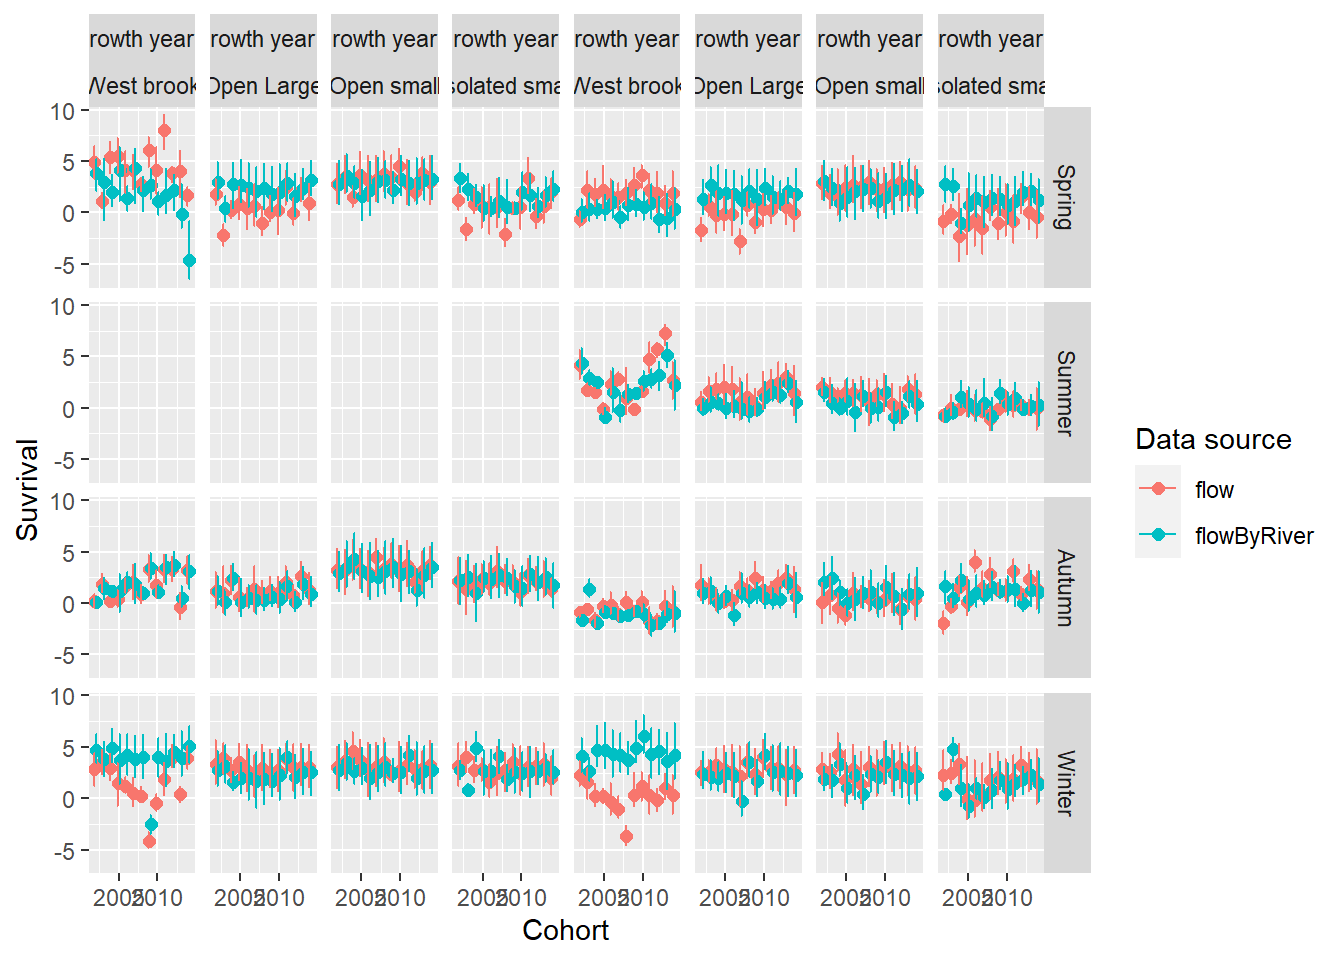 rowth year rowth year rowth year rowth year rowth year rowth year rowth year rowth year
West brook Open Large Open small solated sma West brook Open Large Open small solated sma
10
5
0
-5
Spring
10
5
0
-5
Summer
10
5
0
-5
Autumn
10
5
0
-5
Winter
2005 2010 2005 2010 2005 2010 2005 2010 2005 2010 2005 2010 2005 2010 2005 2010
Cohort
Suvrival
Data source
flow
flowByRiver